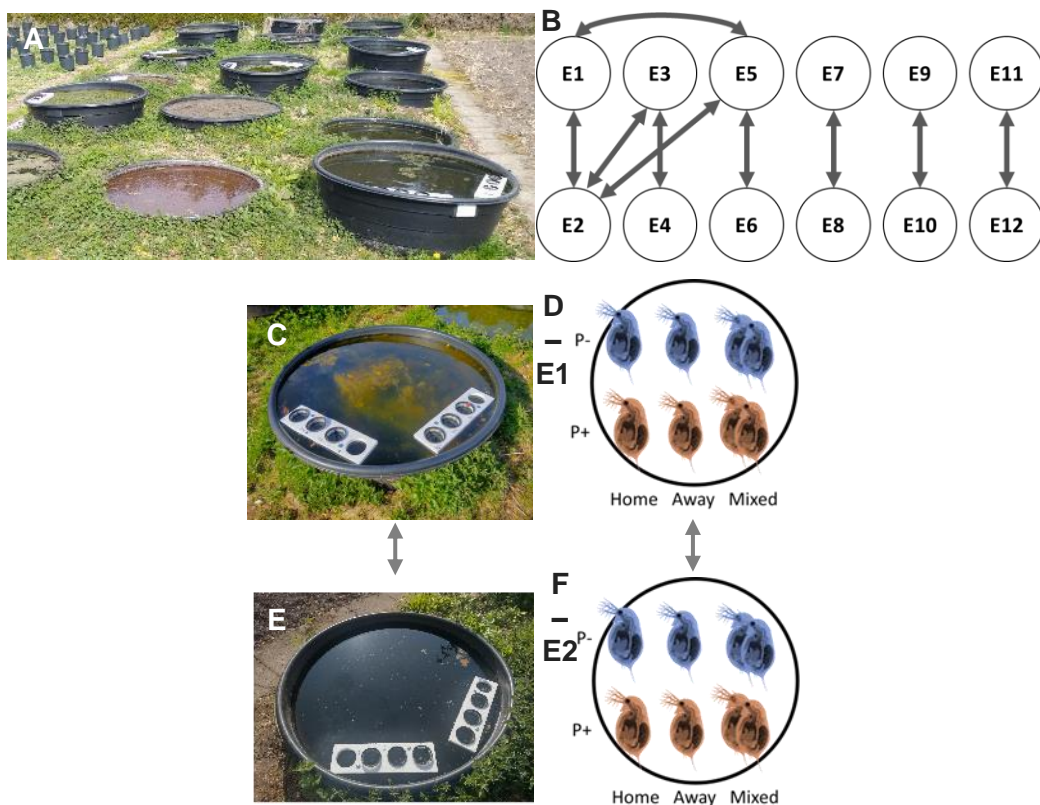 A
B
E1 E3 E5 E7 E9 E11
E2 E4 E6 E8 E10 E12
C
D
–
E1
P-
P+
Home Away Mixed
E
F
–
E2
P-
P+
Home Away Mixed